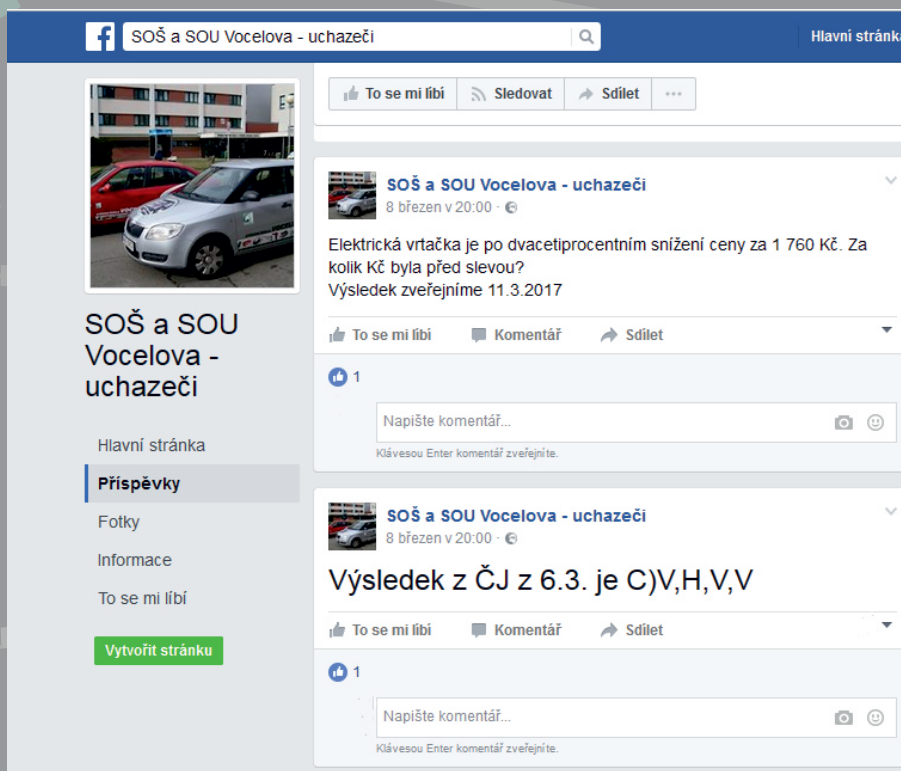 SOŠ a SOU Vocelova - uchazeči
Hlavní stránka
To se mi líbí
Sledovat
Sdílet
SOŠ a SOU
Vocelova -
uchazeči
Hlavní stránka
Příspěvky
Fotky
Informace
To se mi líbí
Vytvořit stránku
SOŠ a SOU Vocelova - uchazeči
8 březen v 20:00 ·
Elektrická vrtačka je po dvacetiprocentním snížení ceny za 1 760 Kč. Za
kolik Kč byla před slevou?
Výsledek zveřejníme 11.3.2017
To se mi líbí Komentář Sdílet
1
Napište komentář...
Klávesou Enter komentář zveřejníte.
SOŠ a SOU Vocelova - uchazeči
8 březen v 20:00 ·
Výsledek z ČJ z 6.3. je C)V,H,V,V
To se mi líbí Komentář Sdílet
1
Napište komentář...
Klávesou Enter komentář zveřejníte.